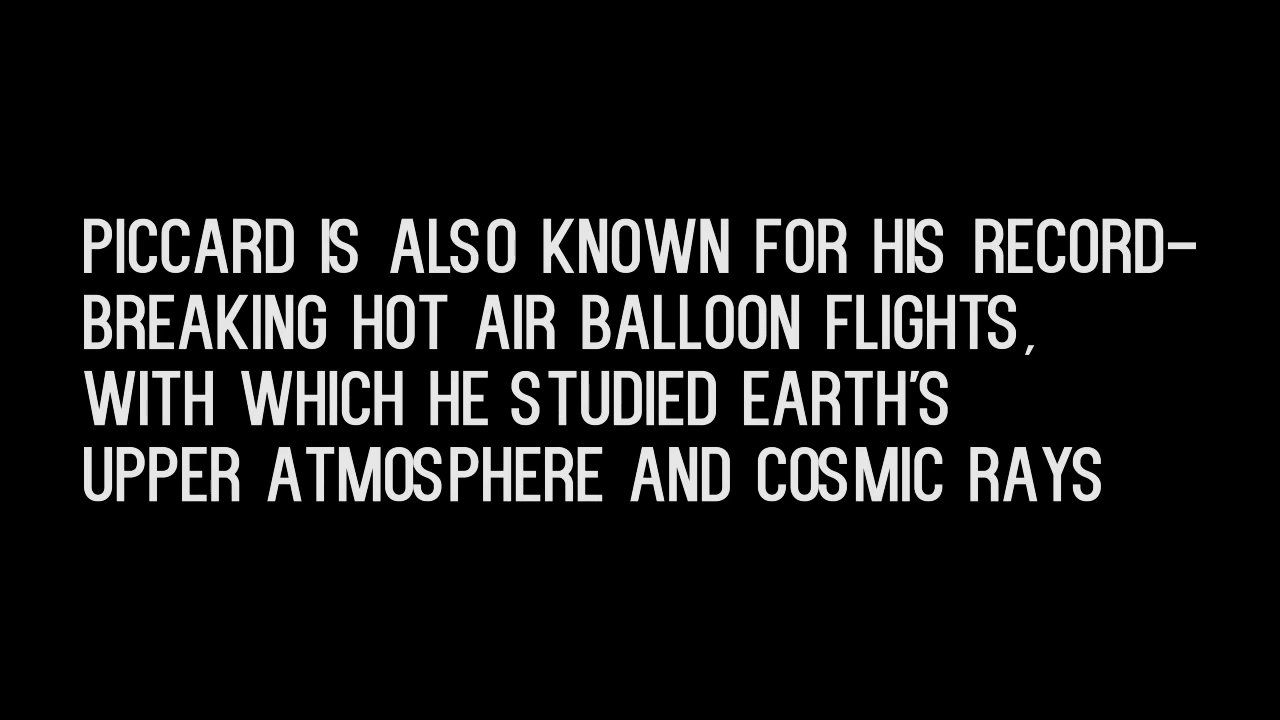 PICCARD IS ALSO KNOWN FOR HIS RECORD-
BREAKING HOT AIR BALLOON FLIGHTS,
WITH WHICH HE STUDIED EARTH'S
UPPER ATMOSPHERE AND COSMIC RAYS